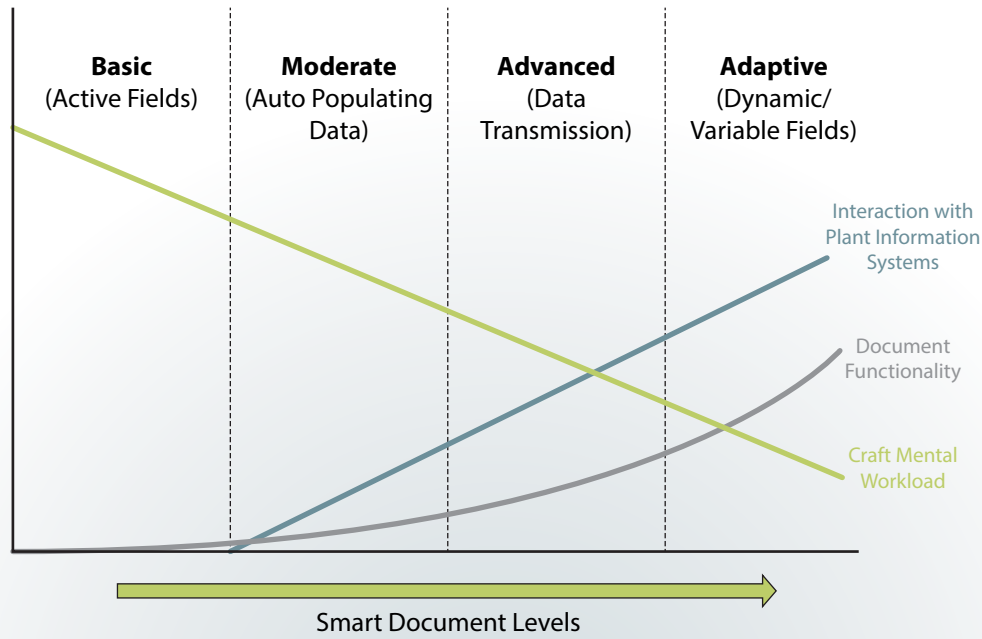 Basic
(Active Fields)
Moderate
(Auto Populating
Data)
Advanced
(Data
Transmission)
Adaptive
(Dynamic/
Variable Fields)
Interaction with
Plant Information
Systems
Document
Functionality
Craft Mental
Workload
Smart Document Levels